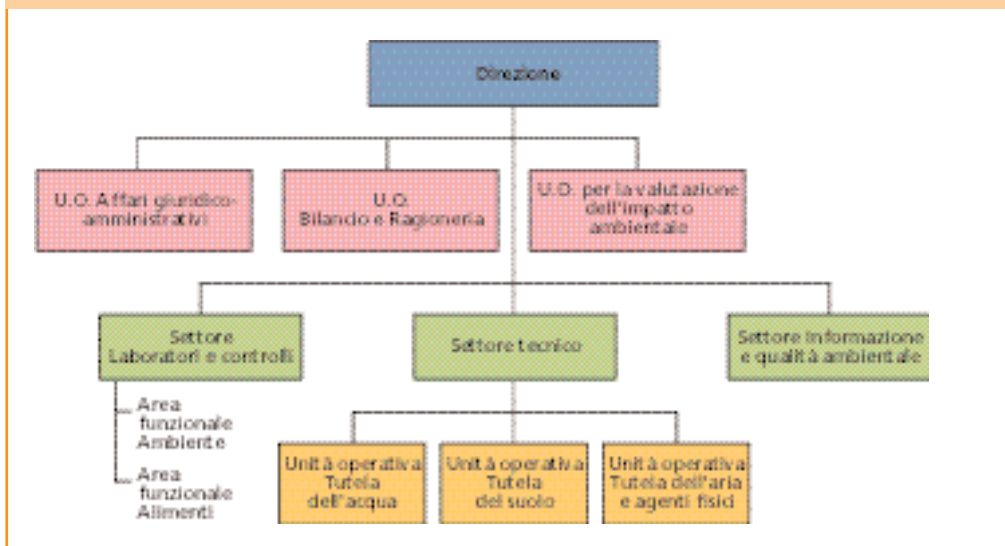 Direzione
U.O. Affari giuridico-
amministrativi
U.O.
Bilancio e Ragioneria
U.O. per la valutazione
dell'impatto
ambientale
Settore
Laboratori e controlli
Settore tecnico
Settore Informazione
e qualità ambientale
Area
funzionale
Ambiente
Area
funzionale
Alimenti
Unità operativa
Tutela
dell'acqua
Unità operativa
Tutela
del suolo
Unità operativa
Tutela dell'aria
e agenti fisici